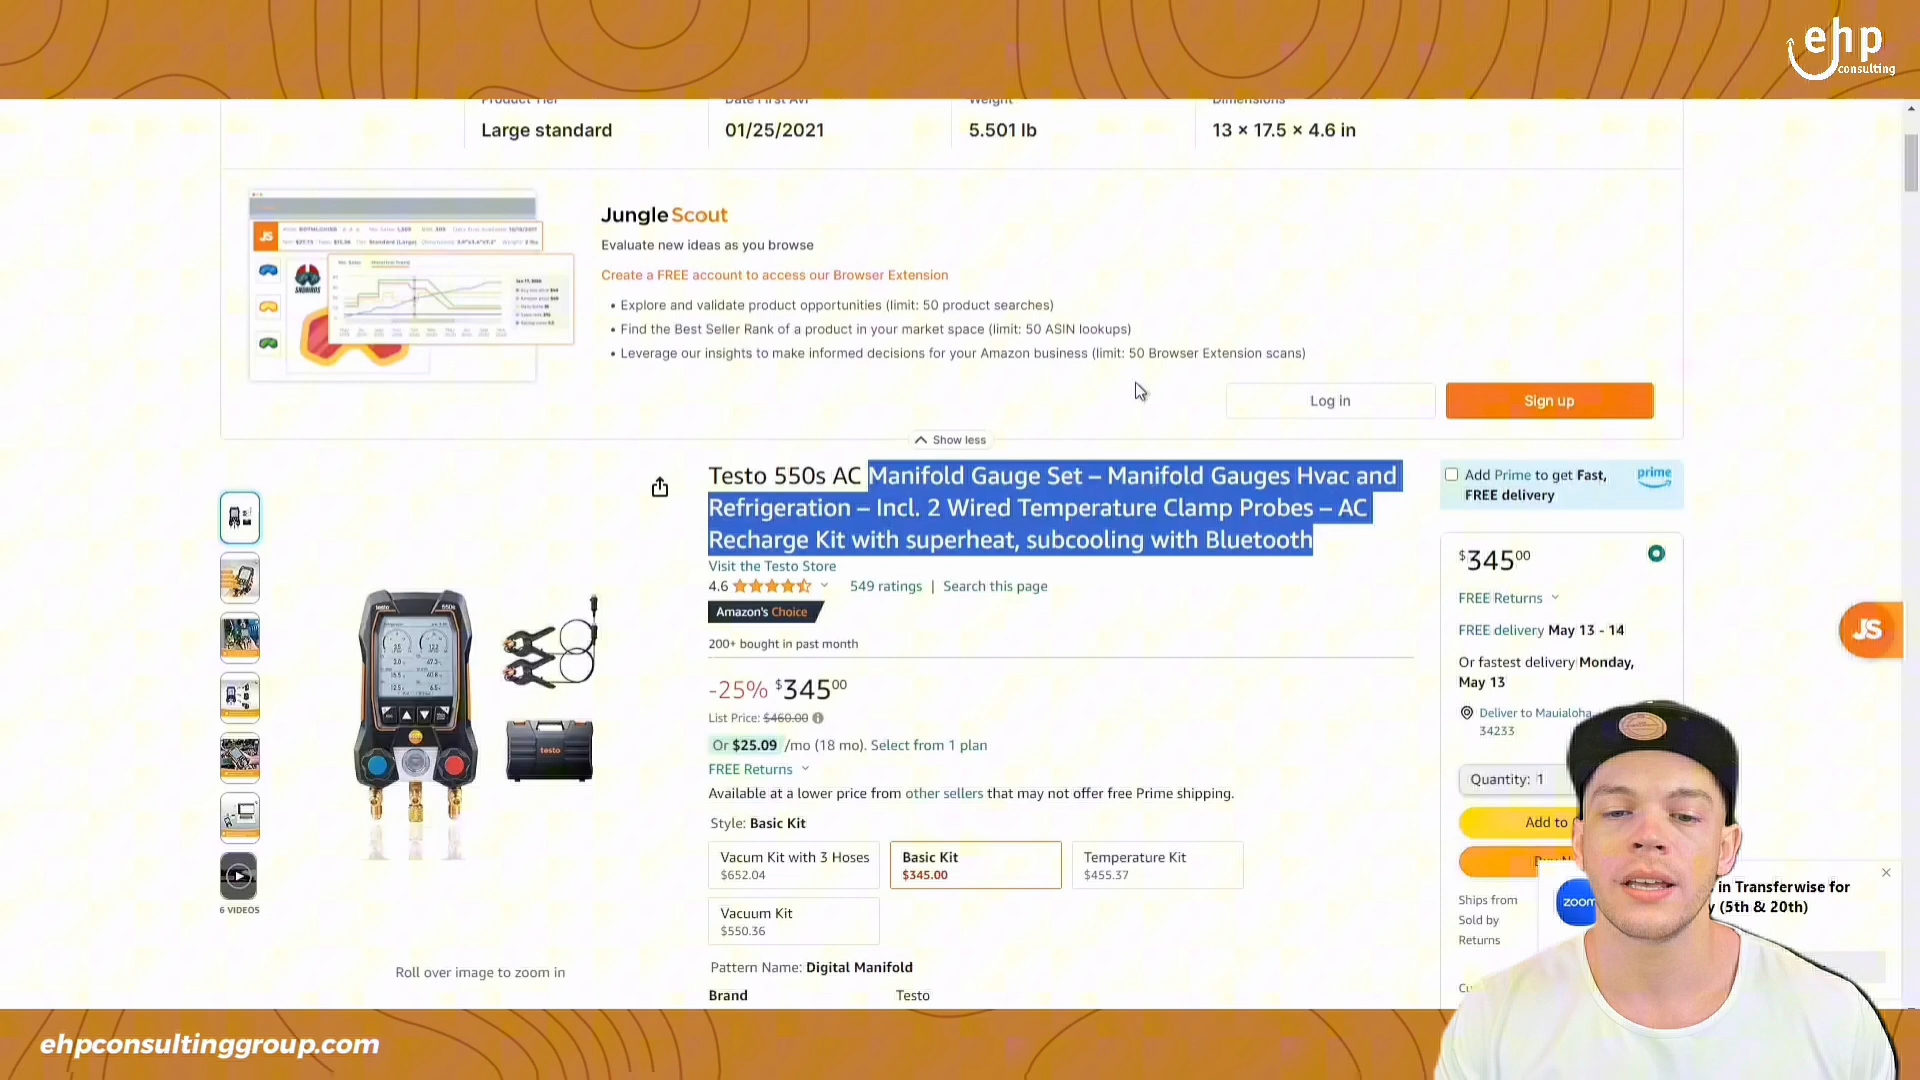 ehp
consulting
Product Tier
Date First Avl
Weight
Dimensions
Large standard
01/25/2021
5.501 lb
13 × 17.5 × 4.6 in
JungleScout
Evaluate new ideas as you browse
Create a FREE account to access our Browser Extension
• Explore and validate product opportunities (limit: 50 product searches)
• Find the Best Seller Rank of a product in your market space (limit: 50 ASIN lookups)
• Leverage our insights to make informed decisions for your Amazon business (limit: 50 Browser Extension scans)
Log in
Sign up
Show less
Testo 550s AC Manifold Gauge Set – Manifold Gauges Hvac and
Refrigeration – Incl. 2 Wired Temperature Clamp Probes – AC
Recharge Kit with superheat, subcooling with Bluetooth
Visit the Testo Store
4.6
549 ratings | Search this page
Amazon's Choice
200+ bought in past month
-25% $34500
List Price: $460.00
Or $25.09 /mo (18 mo). Select from 1 plan
FREE Returns
Available at a lower price from other sellers that may not offer free Prime shipping.
Style: Basic Kit
Vacum Kit with 3 Hoses
$652.04
Basic Kit
$345.00
Temperature Kit
$455.37
Vacuum Kit
$550.36
Pattern Name: Digital Manifold
Brand
Testo
6 VIDEOS
Roll over image to zoom in
testo
Add Prime to get Fast,
FREE delivery
prime
$34500
FREE Returns
FREE delivery May 13 - 14
Or fastest delivery Monday,
May 13
Deliver to Mauialoha
34233
Quantity: 1
Add to
Ships from
Sold by
Returns
JS
zoom
in Transferwise for
(5th & 20th)
ehpconsultinggroup.com